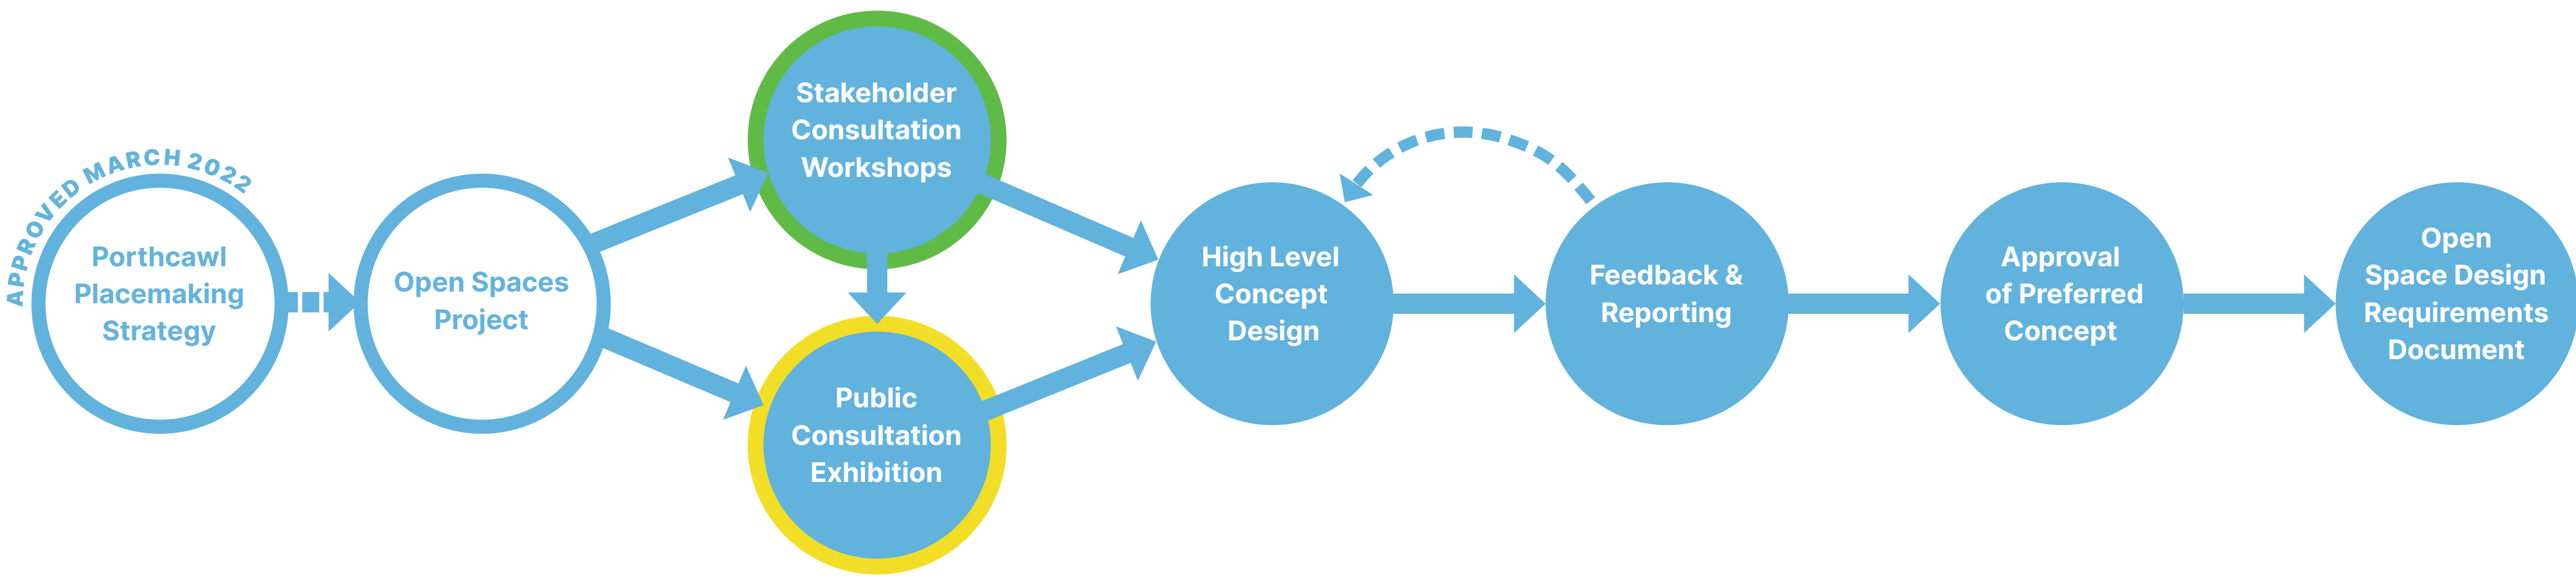 APPROVED MARCH 2022
Porthcawl
Placemaking
Strategy
Open Spaces
Project
Stakeholder
Consultation
Workshops
Public
Consultation
Exhibition
High Level
Concept
Design
Feedback &
Reporting
Approval
of Preferred
Concept
Open
Space Design
Requirements
Document